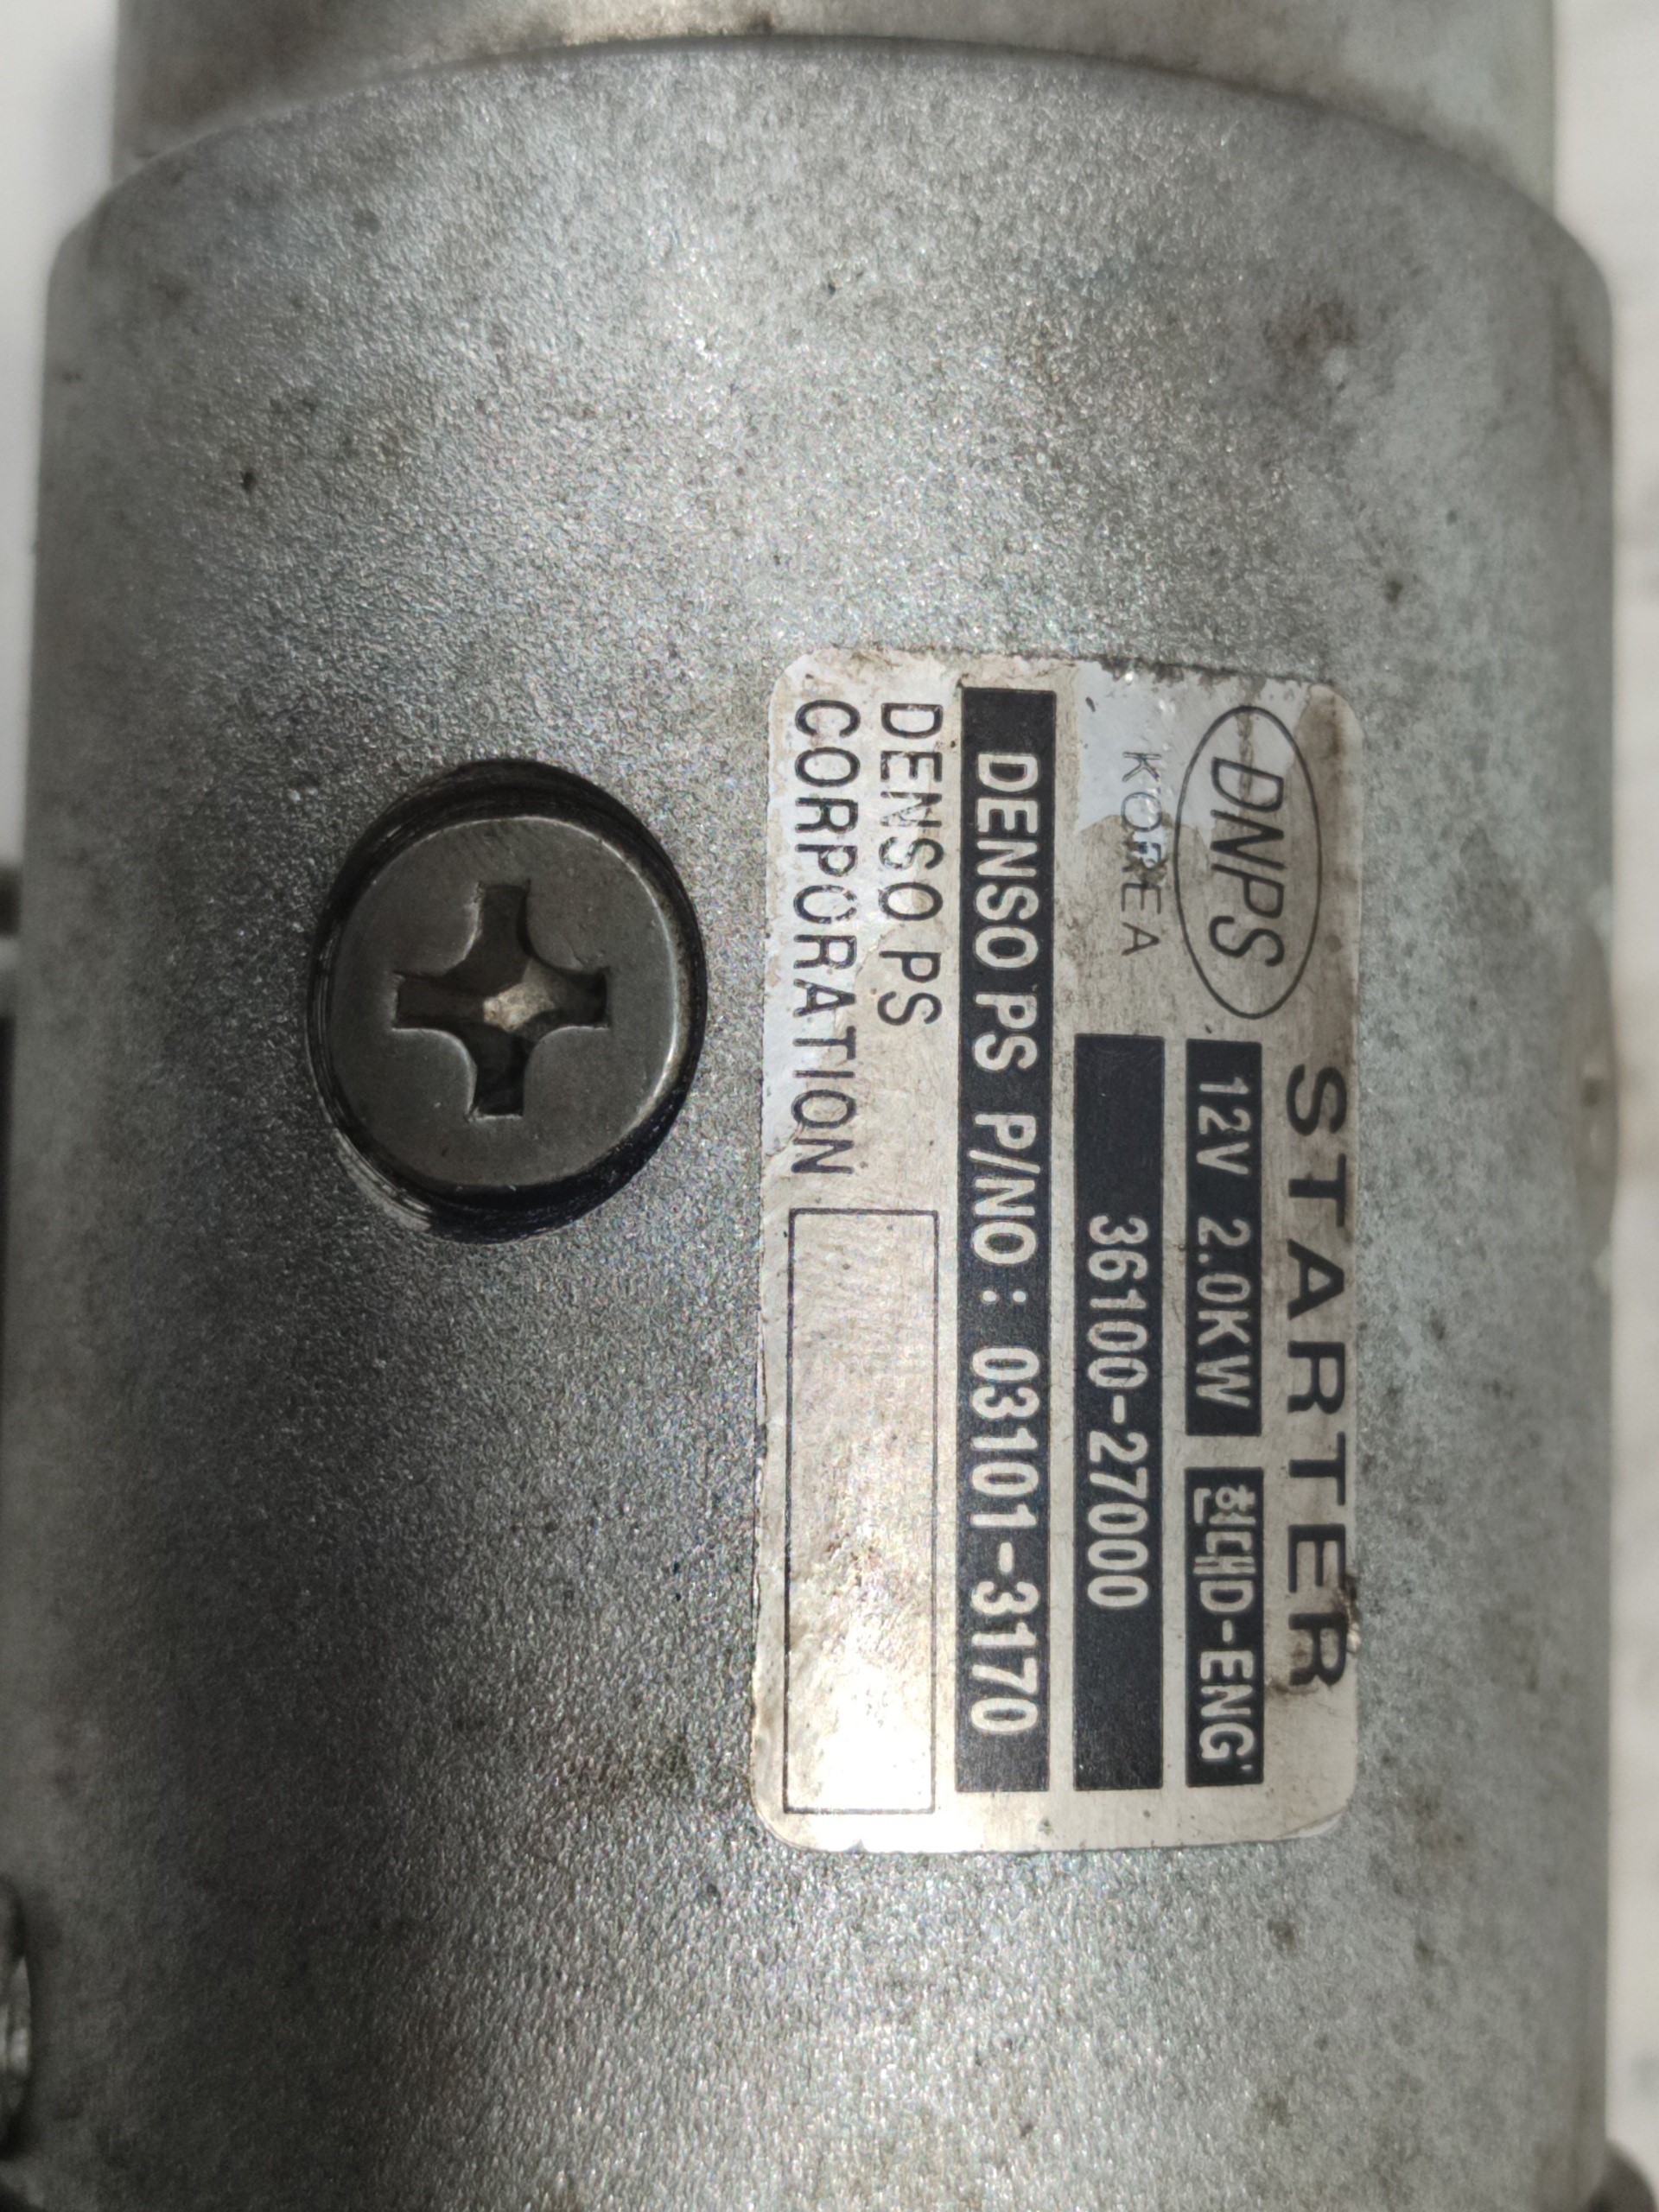 STARTER
DNPS 12V 2.0KW 현대D-ENG'
KOREA 36100-27000
DENSO PS P/NO : 03101-3170
DENSO PS
CORPORATION